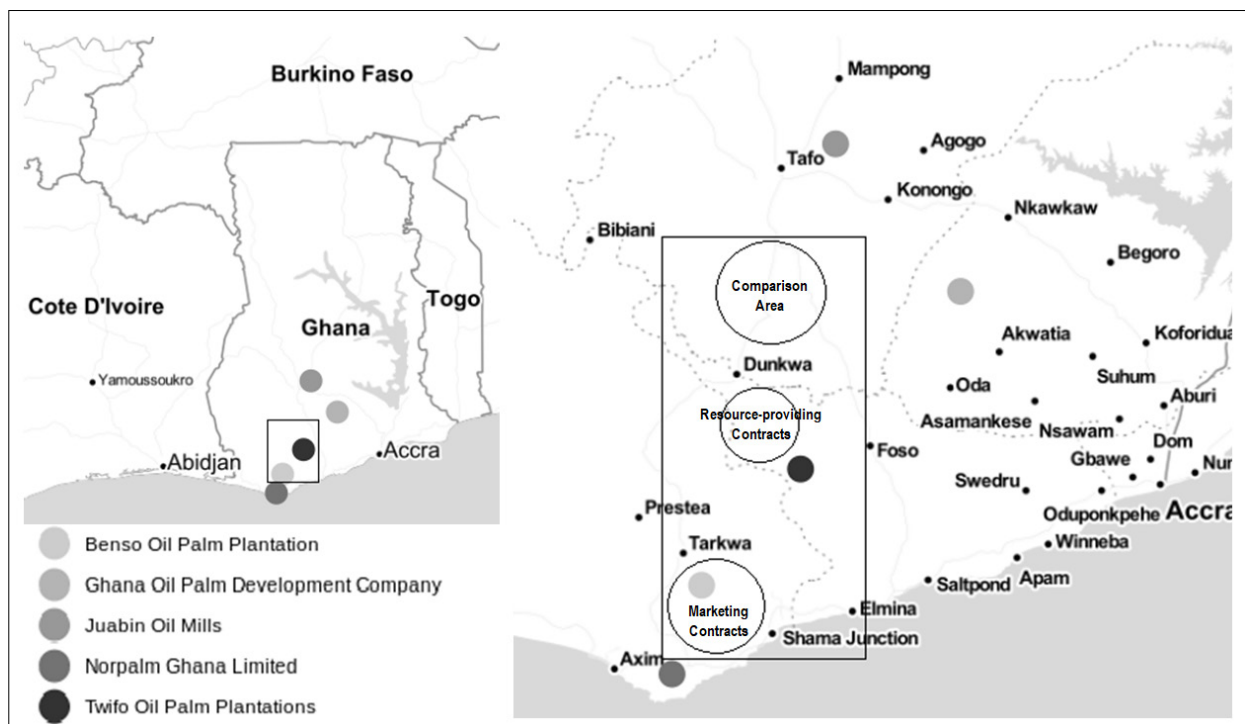 Burkino Faso
Cote D'Ivoire
Togo
Ghana
Yamoussoukro
Abidjan
Accra
Benso Oil Palm Plantation
Ghana Oil Palm Development Company
Juabin Oil Mills
Norpalm Ghana Limited
Twifo Oil Palm Plantations
Mampong
Agogo
Tafo
Konongo
Nkawkaw
Bibiani
Begoro
Comparison
Area
Akwatia
Koforidua
Dunkwa
Suhum
Oda
Aburi
Resource-providing
Contracts
Asamankese
Nsawam
Dom
Foso
Gbawe
Nun
Swedru
Prestea
Oduponkpehe
Accra
Tarkwa
Winneba
Apam
Saltpond
Marketing
Contracts
Elmina
Shama Junction
Axim